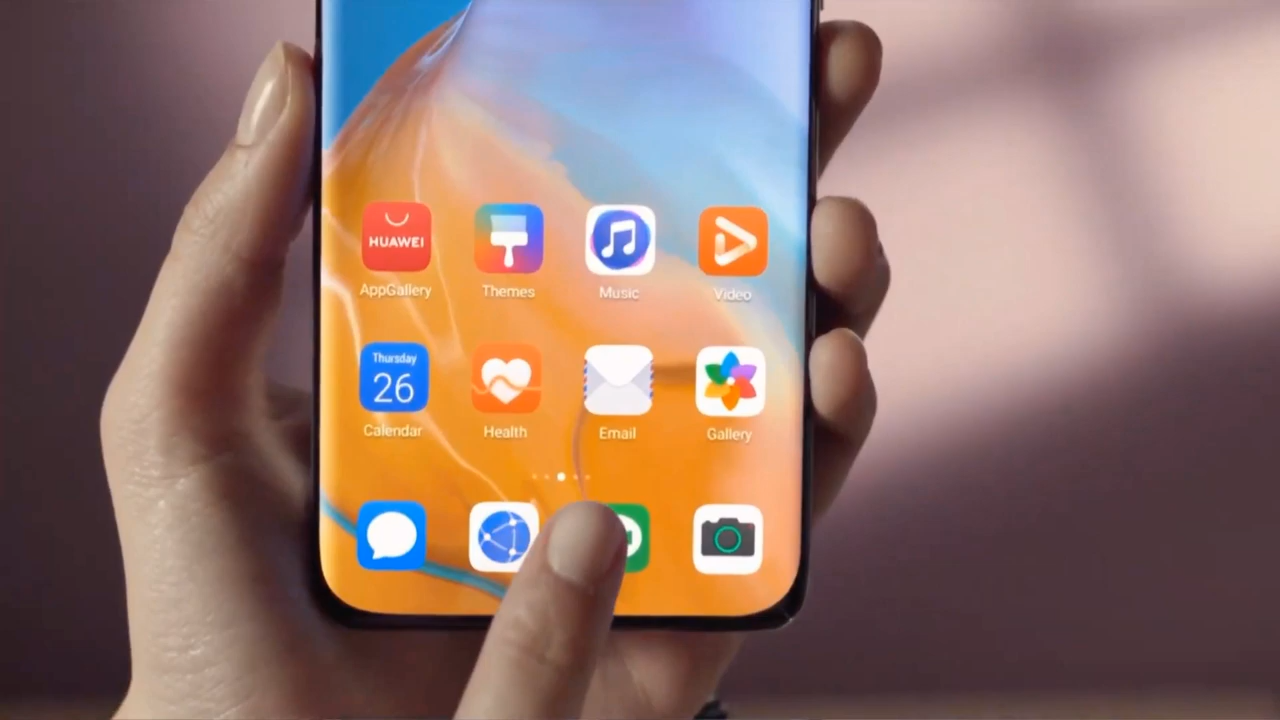 HUAWEI
AppGallery
Themes
Music
Video
Thursday
26
Calendar
Health
Email
Gallery